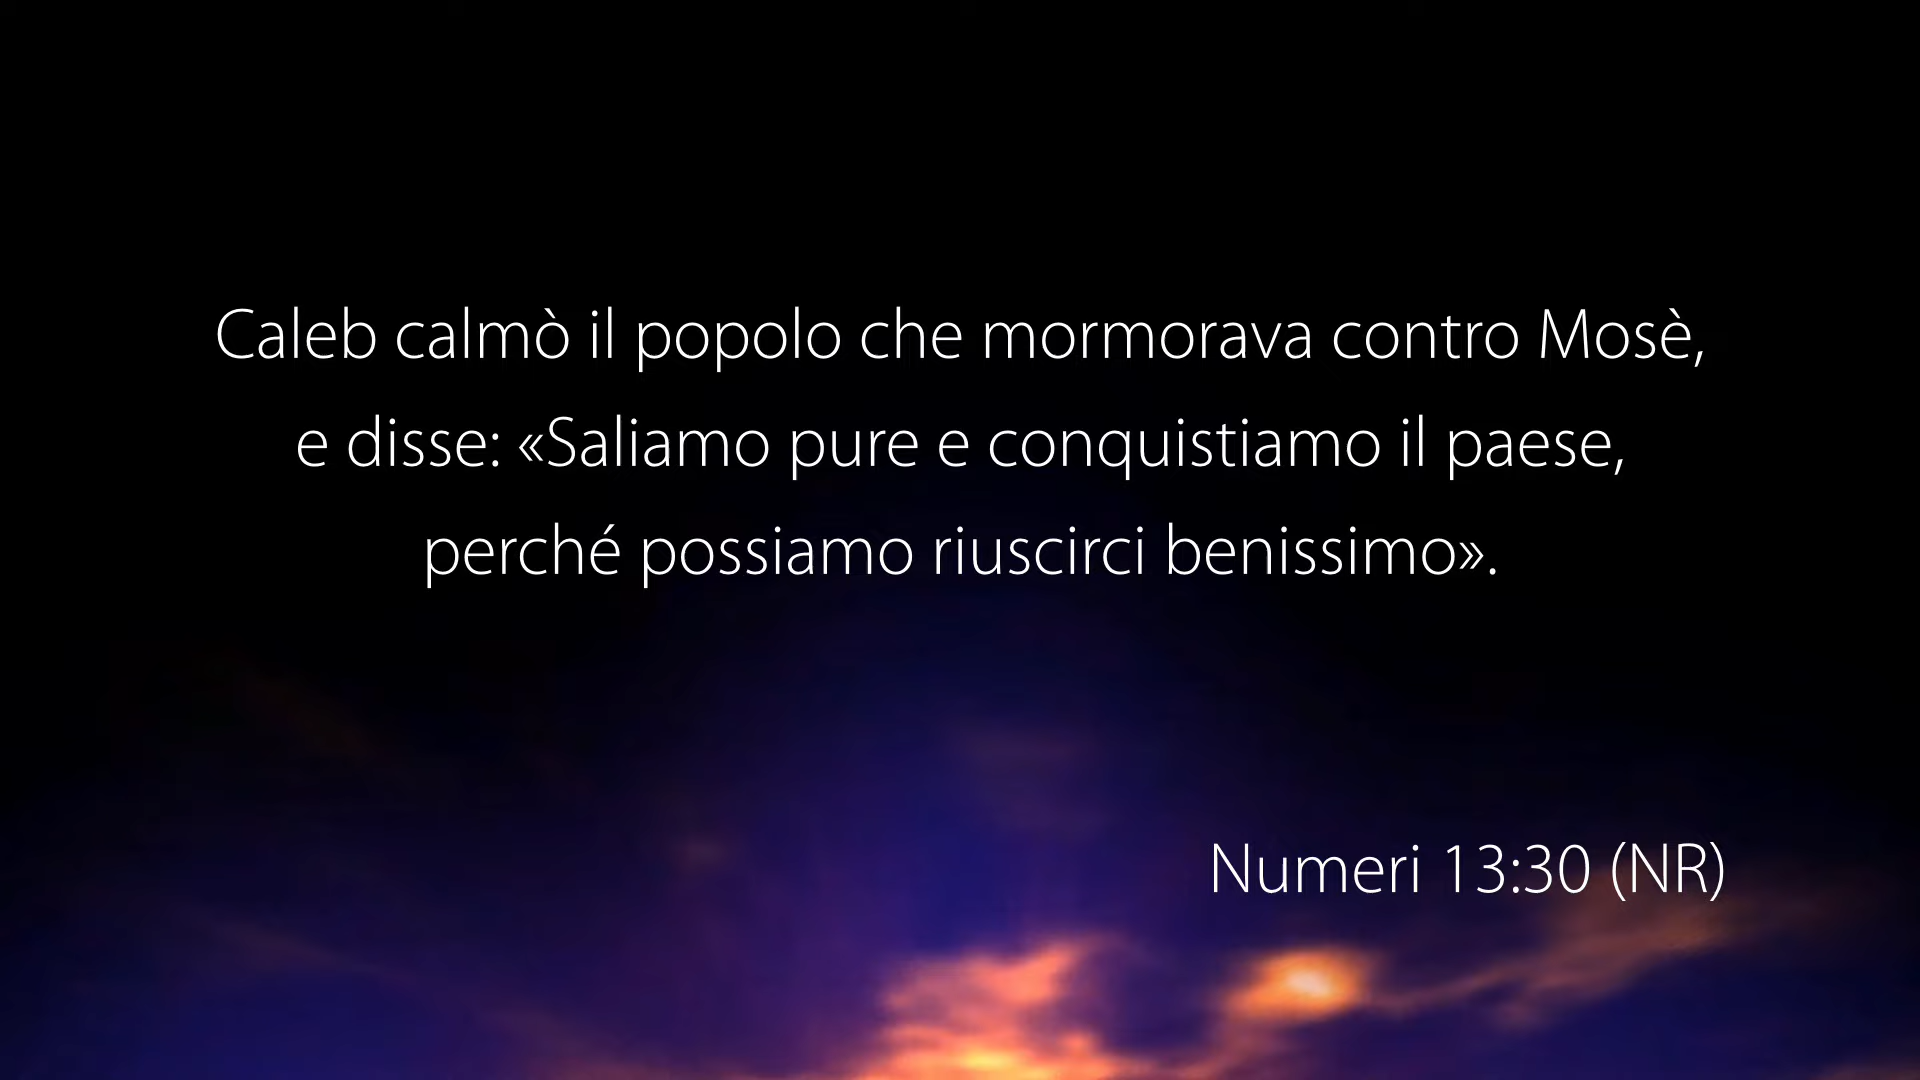 Caleb calmò il popolo che mormorava contro Mosè,
e disse: «Saliamo pure e conquistiamo il paese,
perché possiamo riuscirci benissimo».
Numeri 13:30 (NR)